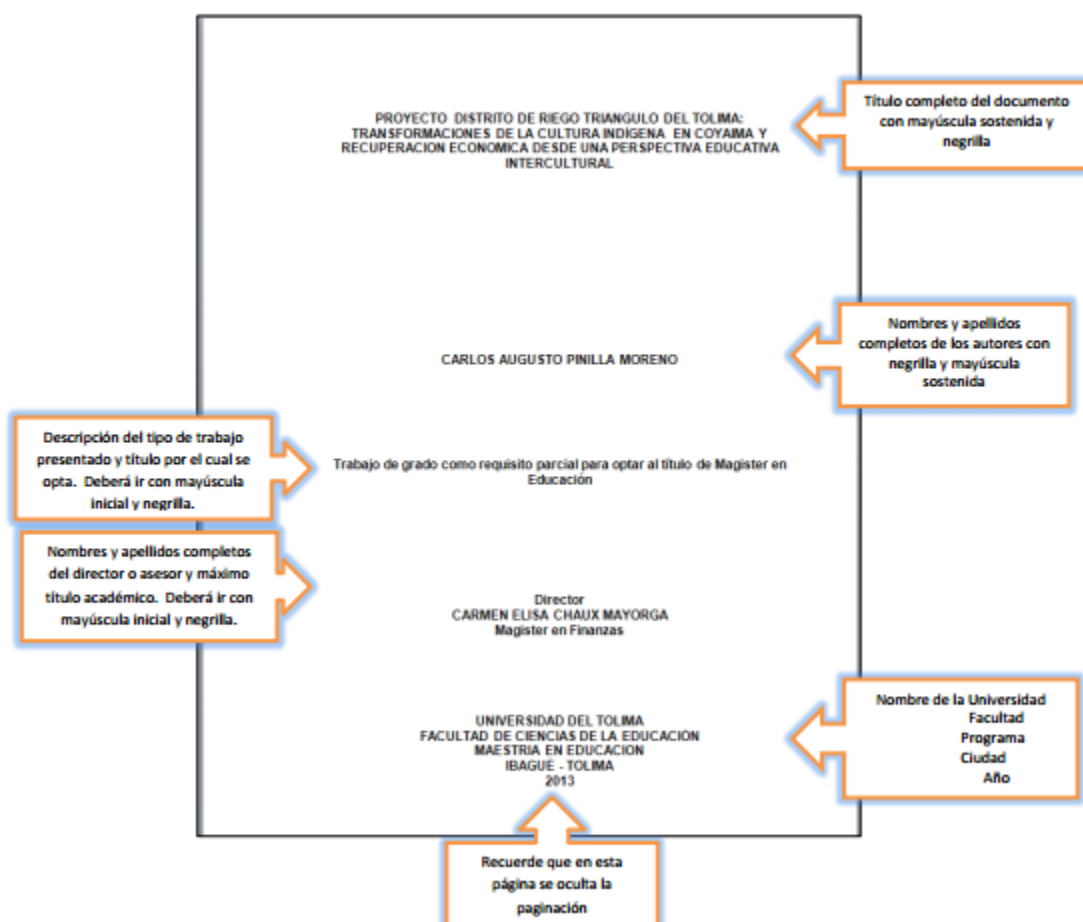 PROYECTO DISTRITO DE RIEGO TRIANGULO DEL TOLIMA:
TRANSFORMACIONES DE LA CULTURA INDÍGENA EN COYAIMA Y
RECUPERACION ECONOMICA DESDE UNA PERSPECTIVA EDUCATIVA
INTERCULTURAL
Título completo del documento
con mayúscula sostenida y
negrilla
CARLOS AUGUSTO PINILLA MORENO
Nombres y apellidos
completos de los autores con
negrilla y mayúscula
sostenida
Descripción del tipo de trabajo
presentado y título por el cual se
opta. Deberá ir con mayúscula
inicial y negrilla.
Trabajo de grado como requisito parcial para optar al título de Magister en
Educación
Nombres y apellidos completos
del director o asesor y máximo
título académico. Deberá ir con
mayúscula inicial y negrilla.
Director
CARMEN ELISA CHAUX MAYORGA
Magister en Finanzas
UNIVERSIDAD DEL TOLIMA
FACULTAD DE CIENCIAS DE LA EDUCACIÓN
MAESTRIA EN EDUCACION
IBAGUÉ - TOLIMA
2013
Nombre de la Universidad
Facultad
Programa
Ciudad
Año
Recuerde que en esta
página se oculta la
paginación